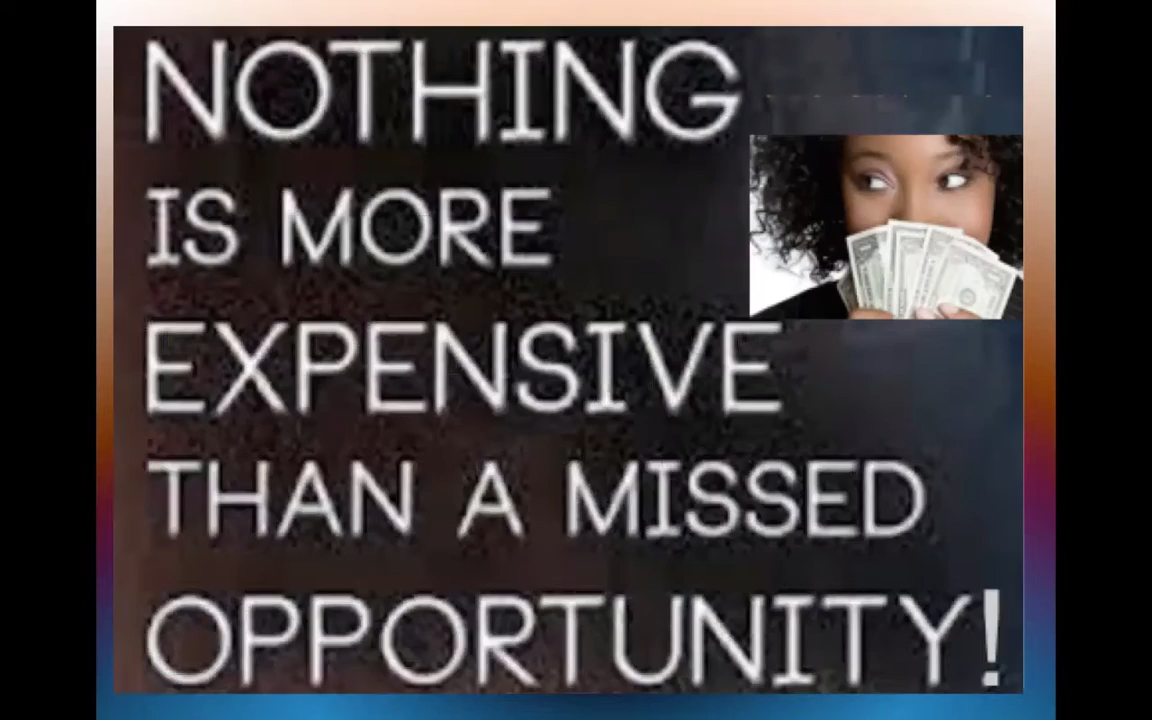 NOTHING
IS MORE
EXPENSIVE
THAN A MISSED
OPPORTUNITY!